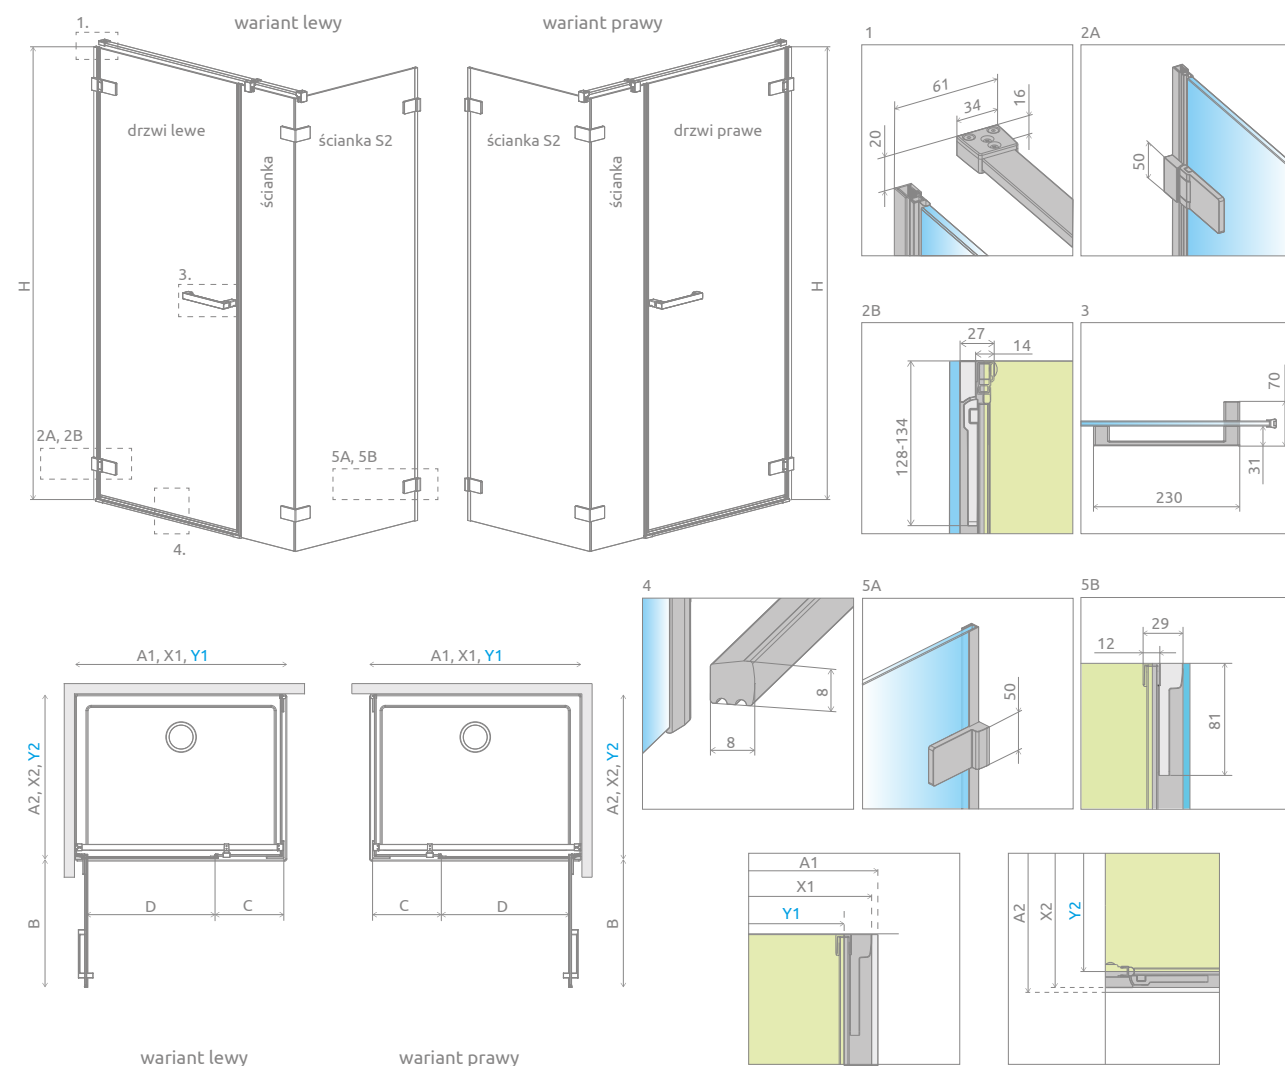 1.
wariant lewy
wariant prawy
drzwi lewe
ścianka
ścianka S2
H
3.
2A, 2B
4.
5A, 5B
ścianka S2
ścianka
drzwi prawe
H
1
61
34
16
20
2A
50
2B
27
14
128-134
3
70
31
230
4
8
8
5A
50
5B
29
12
81
A1, X1, Y1
A2, X2, Y2
B
D
C
A1, X1, Y1
A2, X2, Y2
B
C
D
A1
X1
Y1
A2
X2
Y2
wariant lewy
wariant prawy